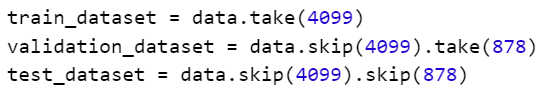 train_dataset = data.take(4099)
validation_dataset = data.skip(4099).take(878)
test_dataset = data.skip(4099).skip(878)